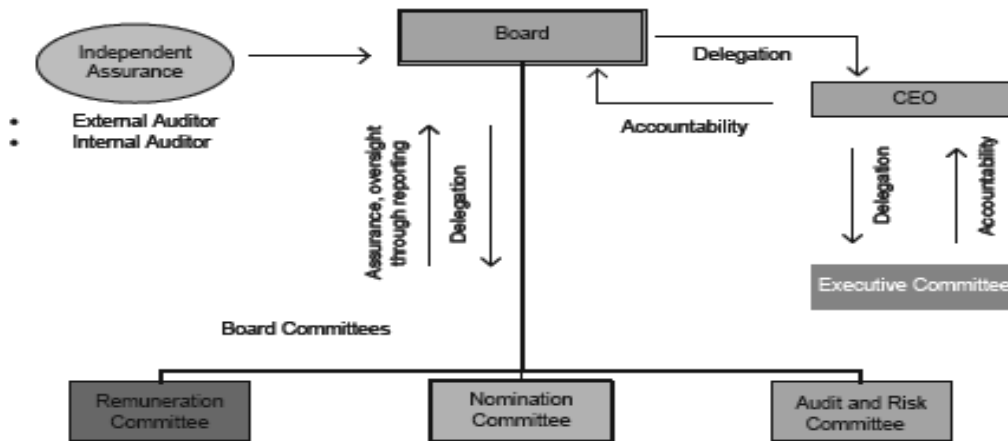 Board
Independent
Assurance
Delegation
CEO
• External Auditor
• Internal Auditor
Accountability
Assurance, oversight
through reporting
Delegation
Delegation
Accountability
Executive Committee
Board Committees
Remuneration
Committee
Nomination
Committee
Audit and Risk
Committee